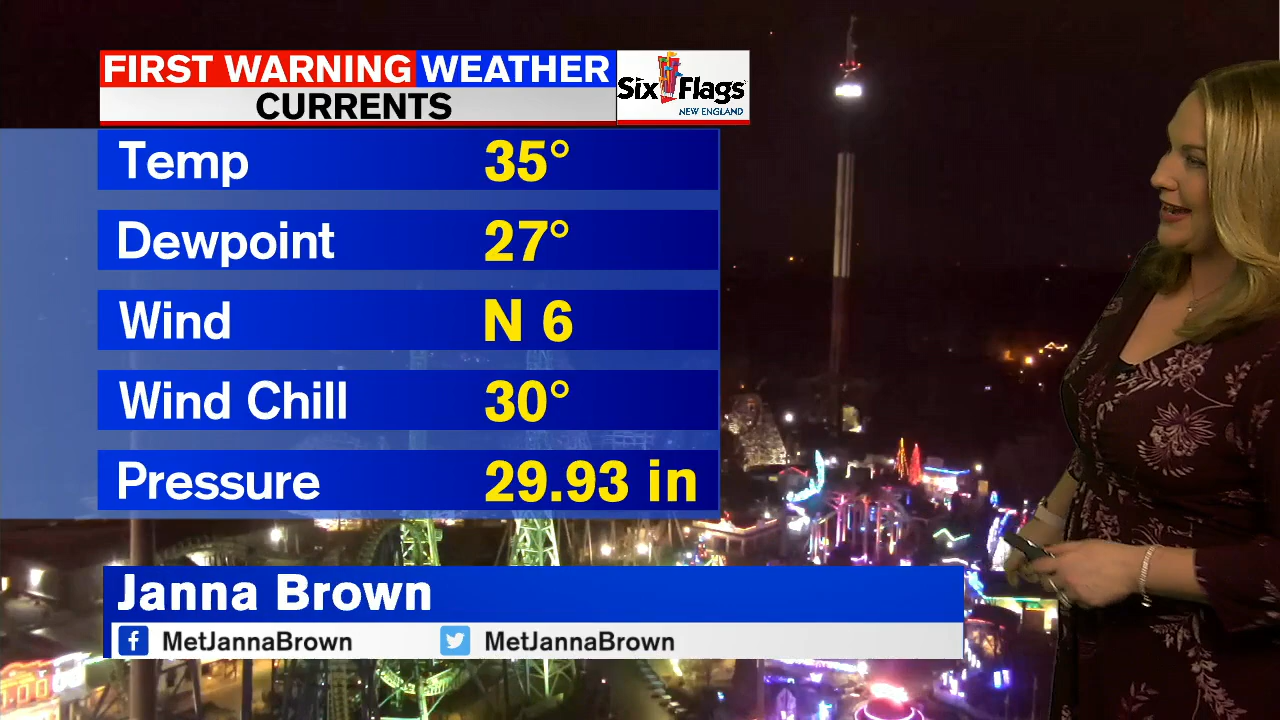 FIRST WARNING WEATHER
CURRENTS
Six Flags
NEW ENGLAND
Temp 35°
Dewpoint 27°
Wind N 6
Wind Chill 30°
Pressure 29.93 in
Janna Brown
MetJannaBrown MetJannaBrown